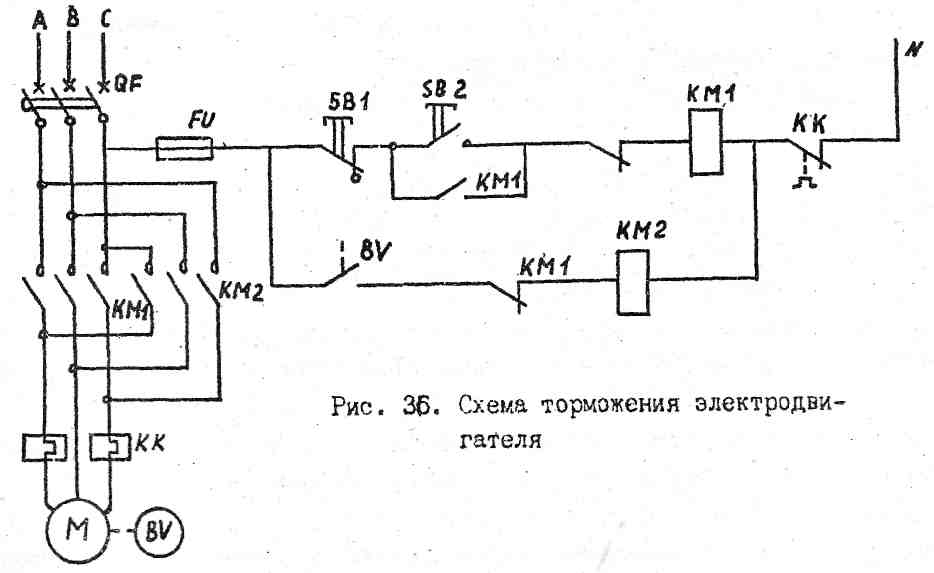 A B C
QF
FU
SB1
SB2
KM1
KK
N
KM1
BV
KM1
KM2
KM1
KM2
Рис. 36. Схема торможения электродви-
гателя
KK
M
BV